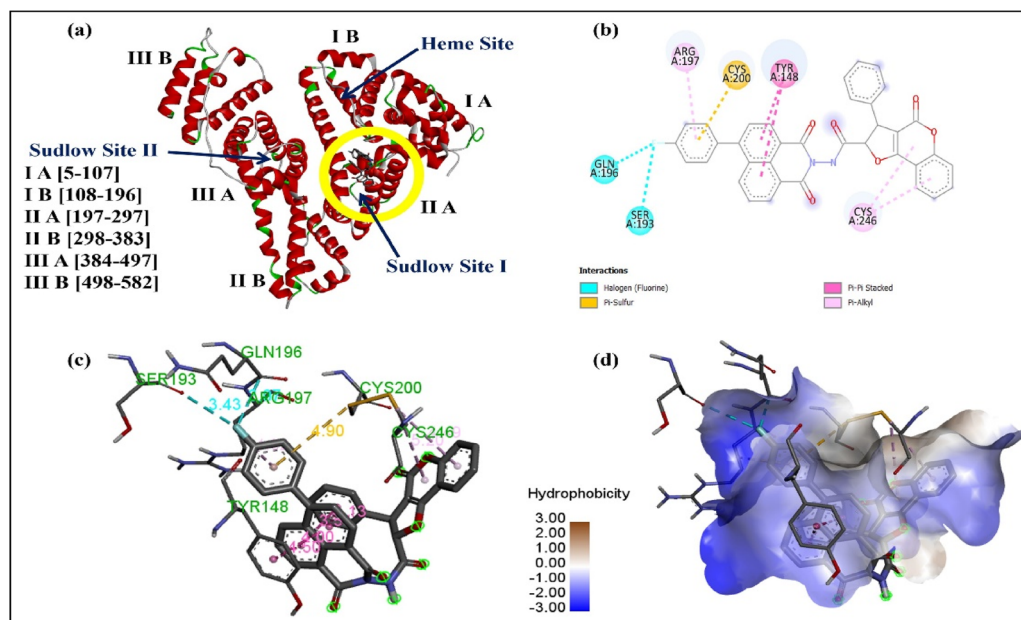 (a)
III B
I B
Heme Site
I A
Sudlow Site II
III A
II A
I A [5-107]
I B [108-196]
II A [197-297]
II B [298-383]
III A [384-497]
III B [498-582]
II B
Sudlow Site I
(b)
ARG
A:197
CYS
A:200
TYR
A:148
GLN
A:196
SER
A:193
CYS
A:246
O
O
O
O
O
O
N
N
O
Interactions
Halogen (Fluorine)
Pi-Sulfur
Pi-Pi Stacked
Pi-Alkyl
(c)
GLN196
SER193
ARG197
3.43
CYS200
4.90
CYS246
TYR148
(d)
Hydrophobicity
3.00
2.00
1.00
0.00
-1.00
-2.00
-3.00